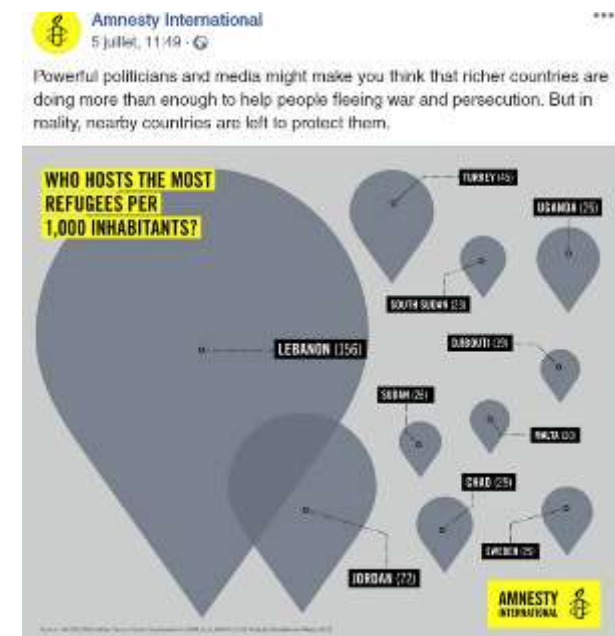 Amnesty International
5 juillet, 11:49
Powerful politicians and media might make you think that richer countries are
doing more than enough to help people fleeing war and persecution. But in
reality, nearby countries are left to protect them.
WHO HOSTS THE MOST
REFUGEES PER
1,000 INHABITANTS?
TURKEY (45)
UGANDA (25)
SOUTH SUDAN (23)
LEBANON (156)
DJIBOUTI
SUDAN (26)
MALTA (20)
CHAD (29)
SWEDEN (25)
JORDAN (72)
AMNESTY
INTERNATIONAL